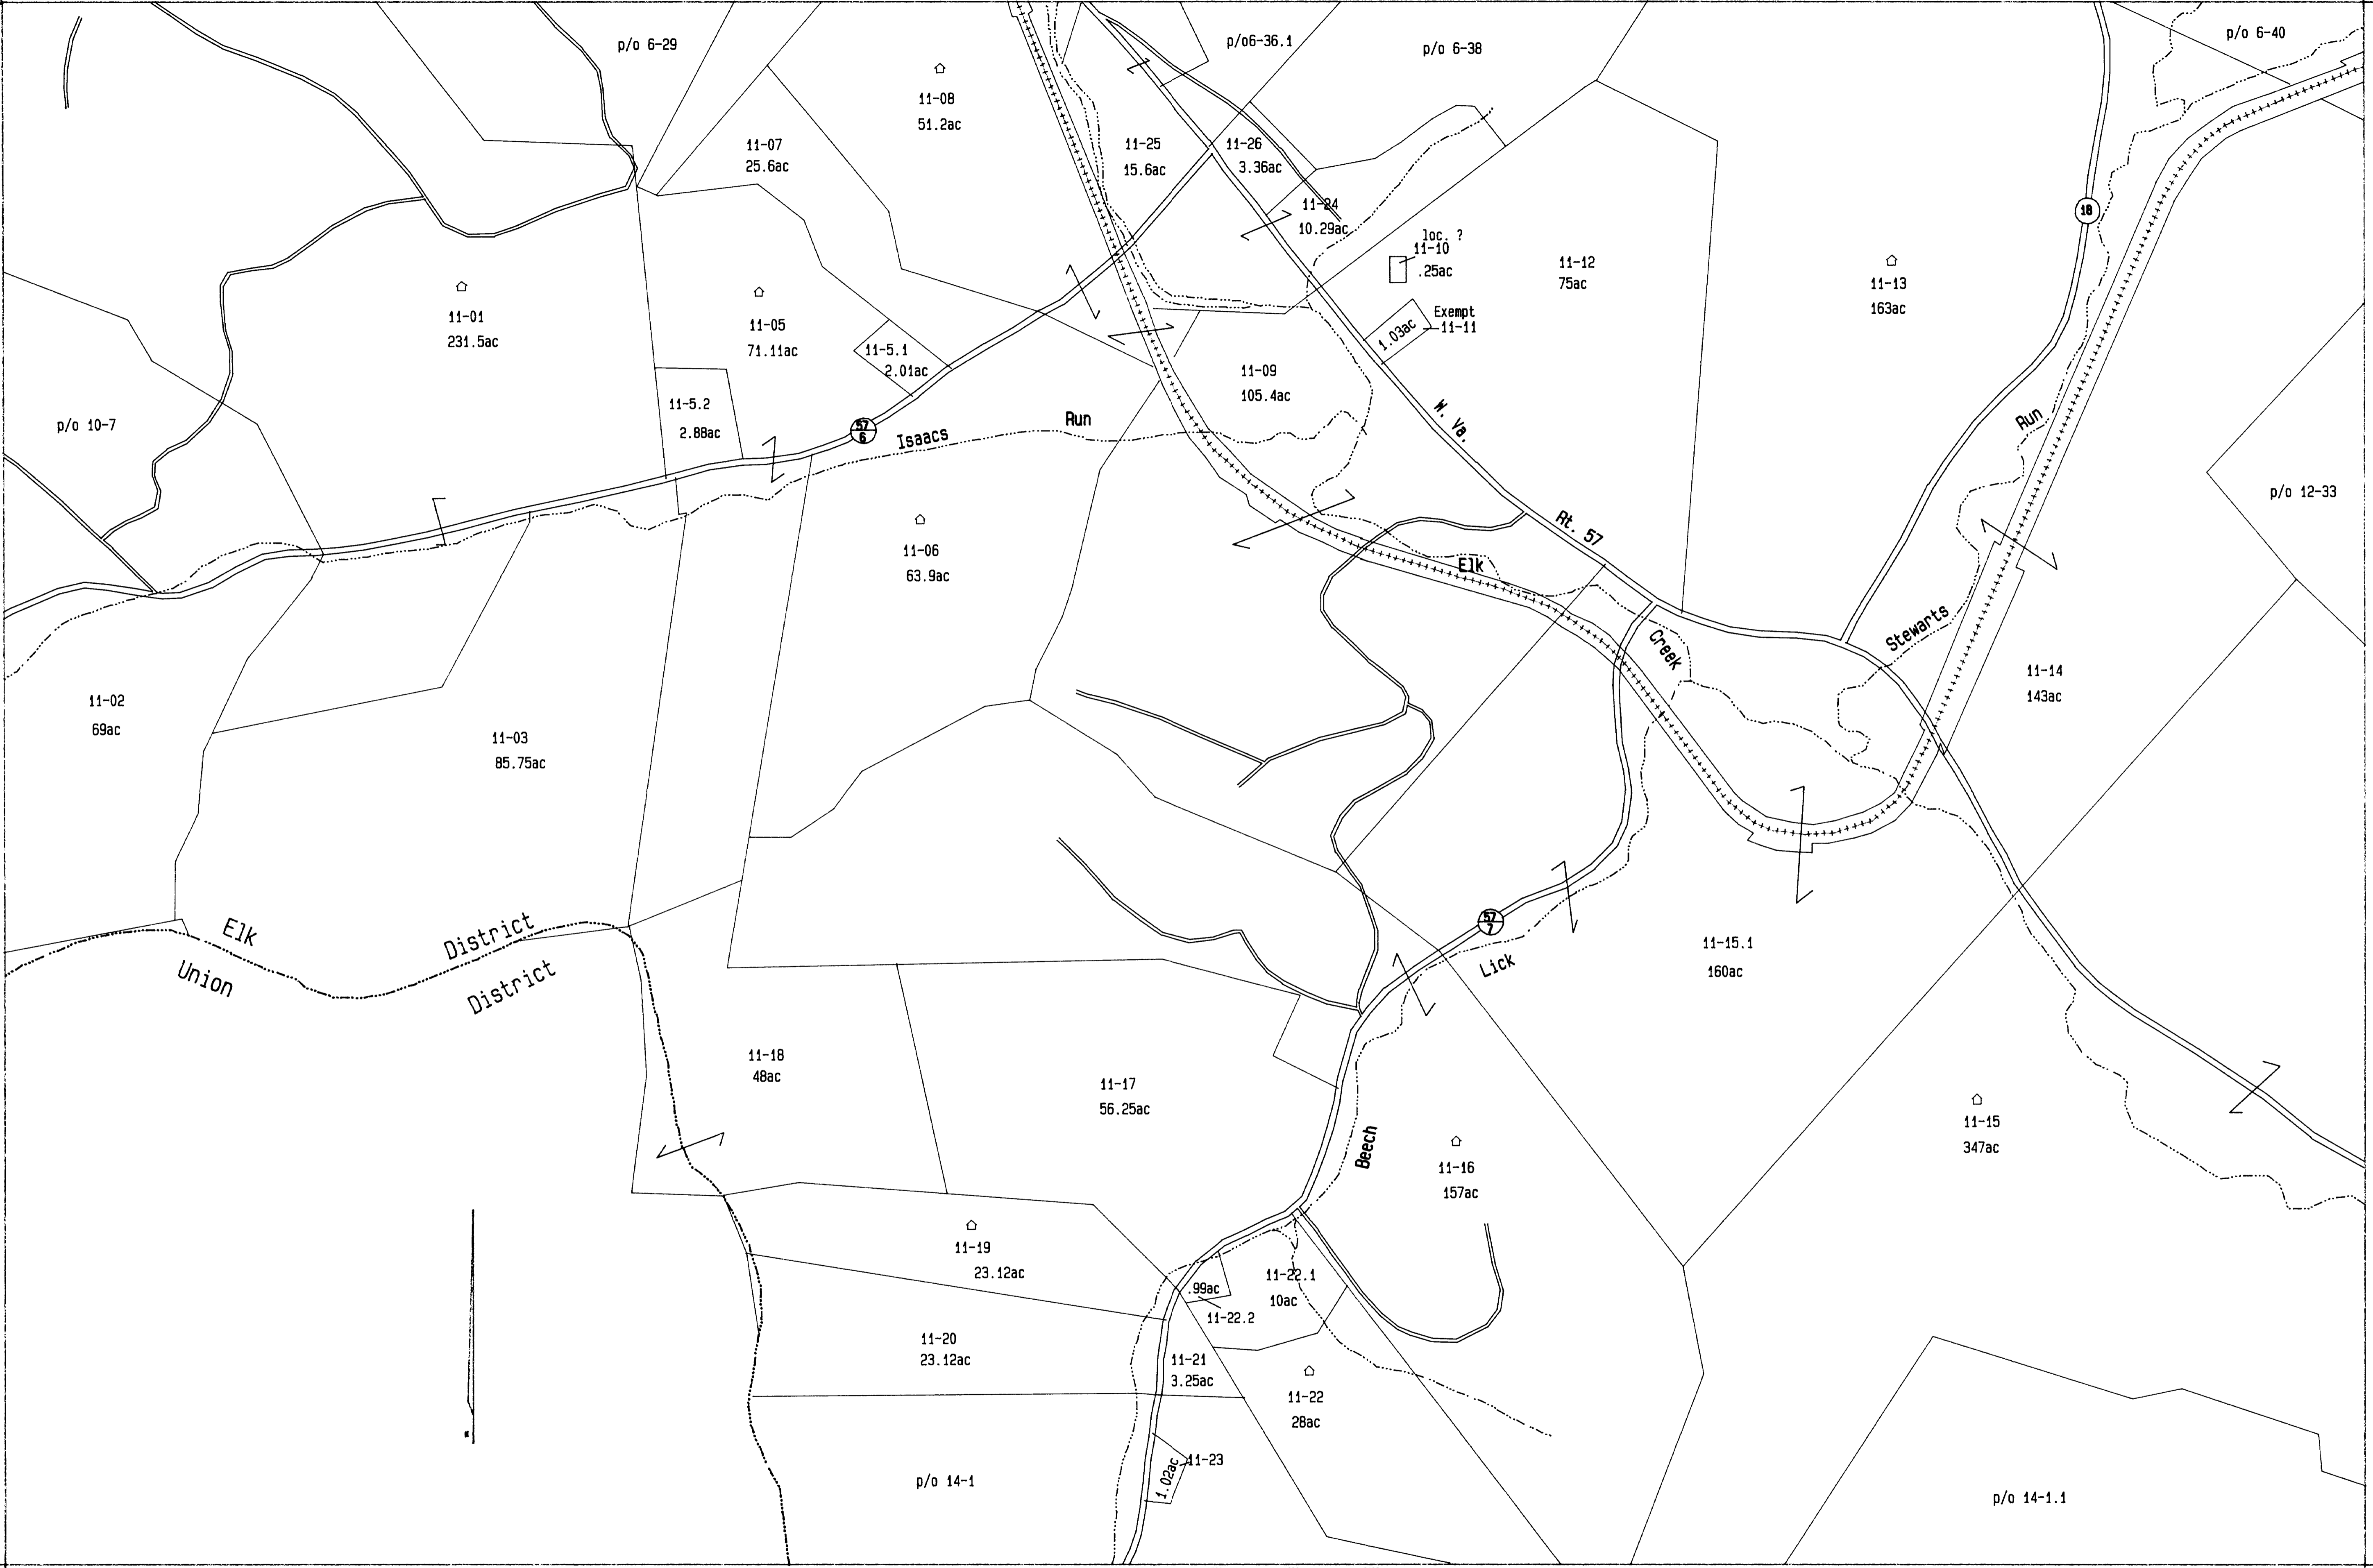 p/o 6-29
p/o6-36.1
p/o 6-38
p/o 6-40
11-08
51.2ac
11-07
25.6ac
11-25
15.6ac
11-26
3.36ac
11-24
10.29ac
18
loc. ?
11-10
.25ac
11-12
75ac
11-13
163ac
11-01
231.5ac
11-05
71.11ac
Exempt
11-11
1.03ac
11-5.1
2.01ac
11-09
105.4ac
11-5.2
2.88ac
p/o 10-7
57
6
Isaacs
Run
W. Va.
Rt. 57
Run
Stewarts
p/o 12-33
11-06
63.9ac
Elk
Creek
11-14
143ac
11-02
69ac
11-03
85.75ac
Elk
District
Union
District
57
7
Lick
Beech
11-15.1
160ac
11-18
48ac
11-17
56.25ac
11-16
157ac
11-15
347ac
11-19
23.12ac
.99ac
11-22.2
11-22.1
10ac
11-20
23.12ac
11-21
3.25ac
11-22
28ac
11-23
1.02ac
p/o 14-1
p/o 14-1.1